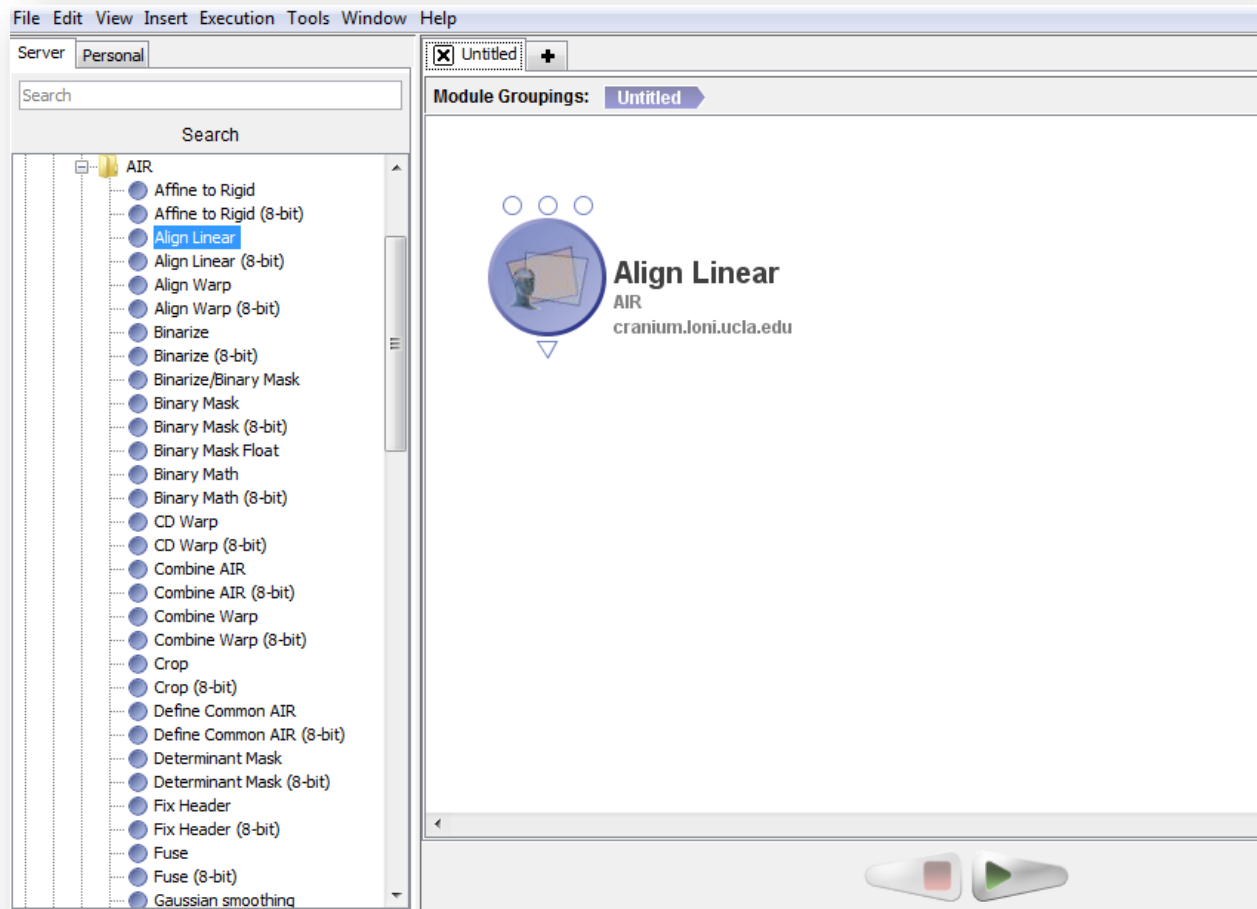 File Edit View Insert Execution Tools Window Help
Server Personal
Search
Search
AIR
Affine to Rigid
Affine to Rigid (8-bit)
Align Linear
Align Linear (8-bit)
Align Warp
Align Warp (8-bit)
Binarize
Binarize (8-bit)
Binarize/Binary Mask
Binary Mask
Binary Mask (8-bit)
Binary Mask Float
Binary Math
Binary Math (8-bit)
CD Warp
CD Warp (8-bit)
Combine AIR
Combine AIR (8-bit)
Combine Warp
Combine Warp (8-bit)
Crop
Crop (8-bit)
Define Common AIR
Define Common AIR (8-bit)
Determinant Mask
Determinant Mask (8-bit)
Fix Header
Fix Header (8-bit)
Fuse
Fuse (8-bit)
Gaussian smoothing
Untitled
Module Groupings: Untitled
Align Linear
AIR
cranium.loni.ucla.edu